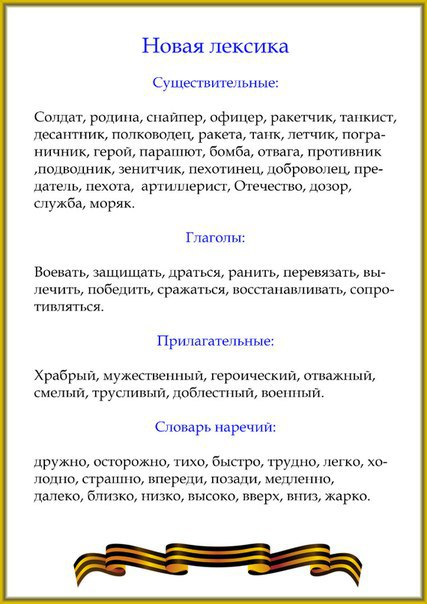 Новая лексика
Существительные:
Солдат, родина, снайпер, офицер, ракетчик, танкист,
десантник, полководец, ракета, танк, летчик, погра-
ничник, герой, парашют, бомба, отвага, противник
,подводник, зенитчик, пехотинец, доброволец, пре-
датель, пехота, артиллерист, Отечество, дозор,
служба, моряк.
Глаголы:
Воевать, защищать, драться, ранить, перевязать, вы-
лечить, победить, сражаться, восстанавливать, сопро-
тивляться.
Прилагательные:
Храбрый, мужественный, героический, отважный,
смелый, трусливый, доблестный, военный.
Словарь наречий:
дружно, осторожно, тихо, быстро, трудно, легко, хо-
лодно, страшно, впереди, позади, медленно,
далеко, близко, низко, высоко, вверх, вниз, жарко.